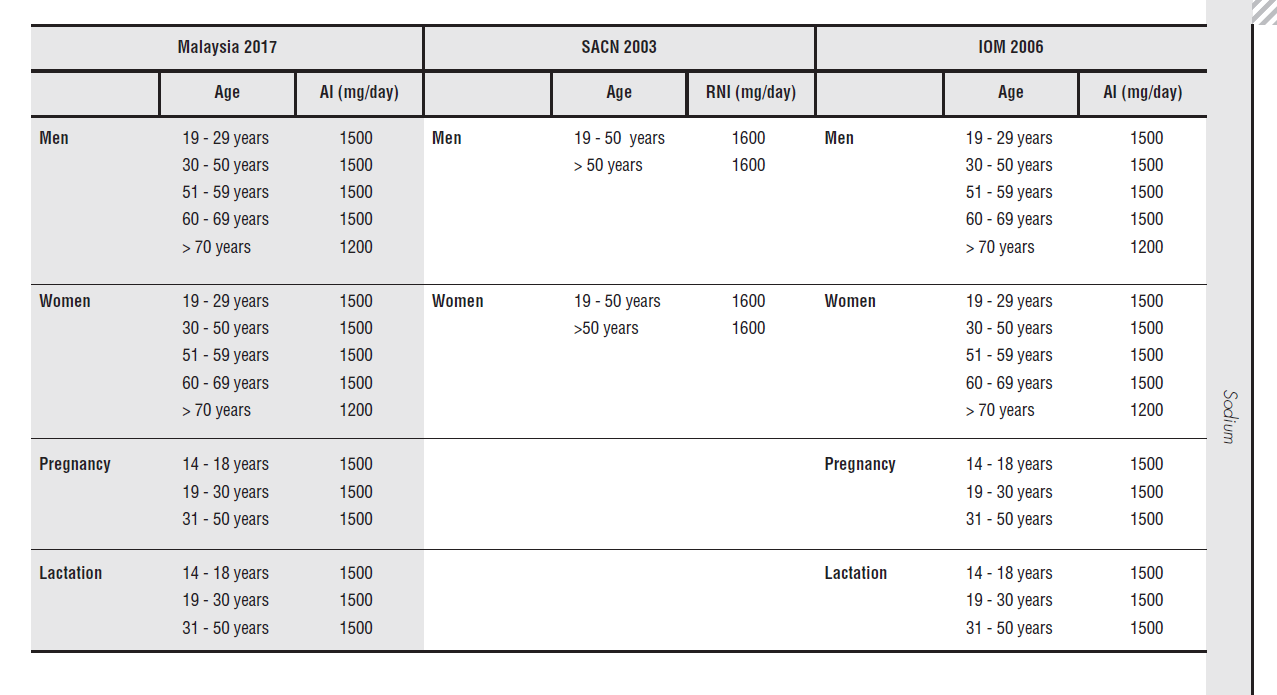 Malaysia 2017 SACN 2003 IOM 2006
Age AI (mg/day) Age RNI (mg/day) Age AI (mg/day)
Men 19 - 29 years 1500 Men 19 - 50 years 1600 Men 19 - 29 years 1500
30 - 50 years 1500 > 50 years 1600 30 - 50 years 1500
51 - 59 years 1500 51 - 59 years 1500
60 - 69 years 1500 60 - 69 years 1500
> 70 years 1200 > 70 years 1200
Women 19 - 29 years 1500 Women 19 - 50 years 1600 Women 19 - 29 years 1500
30 - 50 years 1500 >50 years 1600 30 - 50 years 1500
51 - 59 years 1500 51 - 59 years 1500
60 - 69 years 1500 60 - 69 years 1500
> 70 years 1200 > 70 years 1200
Pregnancy 14 - 18 years 1500 Pregnancy 14 - 18 years 1500
19 - 30 years 1500 19 - 30 years 1500
31 - 50 years 1500 31 - 50 years 1500
Lactation 14 - 18 years 1500 Lactation 14 - 18 years 1500
19 - 30 years 1500 19 - 30 years 1500
31 - 50 years 1500 31 - 50 years 1500
Sodium